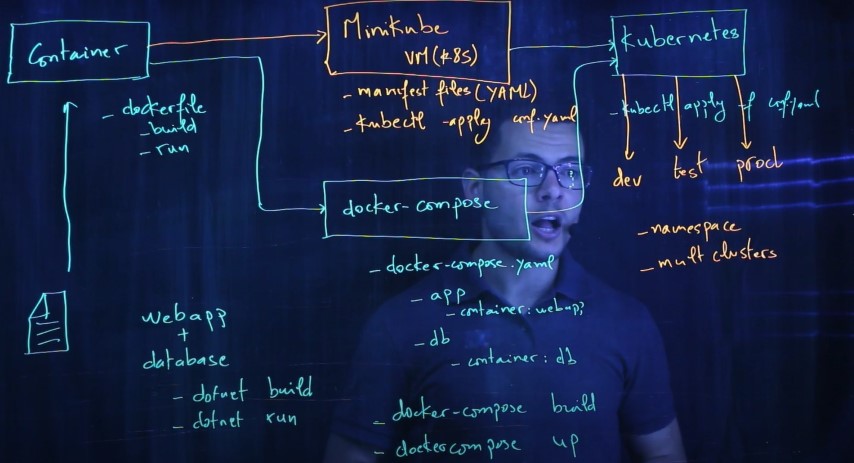 Container
- dockerfile
- build
- run
Minikube
VM(k8s)
- manifest files (YAML)
- kubectl -apply conf.yaml
Kubernetes
- kubectl apply -f conf.yaml
dev
test
prod
- namespace
- mult clusters
docker-compose
- docker-compose.yaml
- app
- container: webapp
- db
- container: db
- docker-compose build
- dockercompose up
webapp
+
database
- dotnet build
- dotnet run